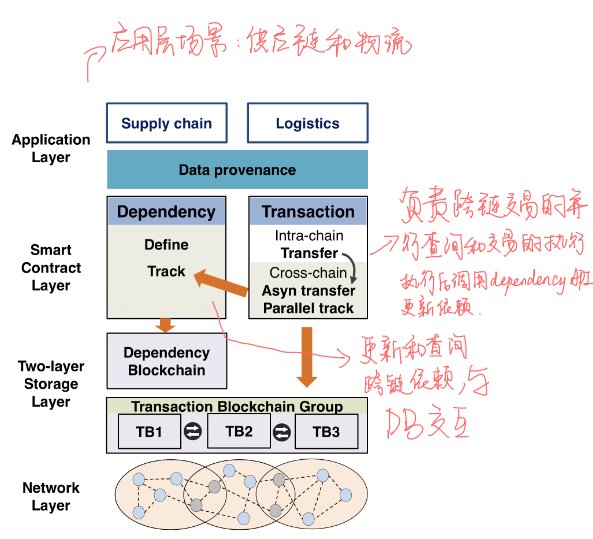 应用层场景：供应链和物流
Supply chain
Logistics
Application
Layer
Data provenance
Dependency
Transaction
Define
Track
Intra-chain
Transfer
Cross-chain
Asyn transfer
Parallel track
Smart
Contract
Layer
负责跨链交易的并
行查询和交易的执行
执行后调用dependency
更新依赖.
Dependency
Blockchain
更新和查询
跨链依赖,与
DB交互
Two-layer
Storage
Layer
Transaction Blockchain Group
TB1
TB2
TB3
Network
Layer